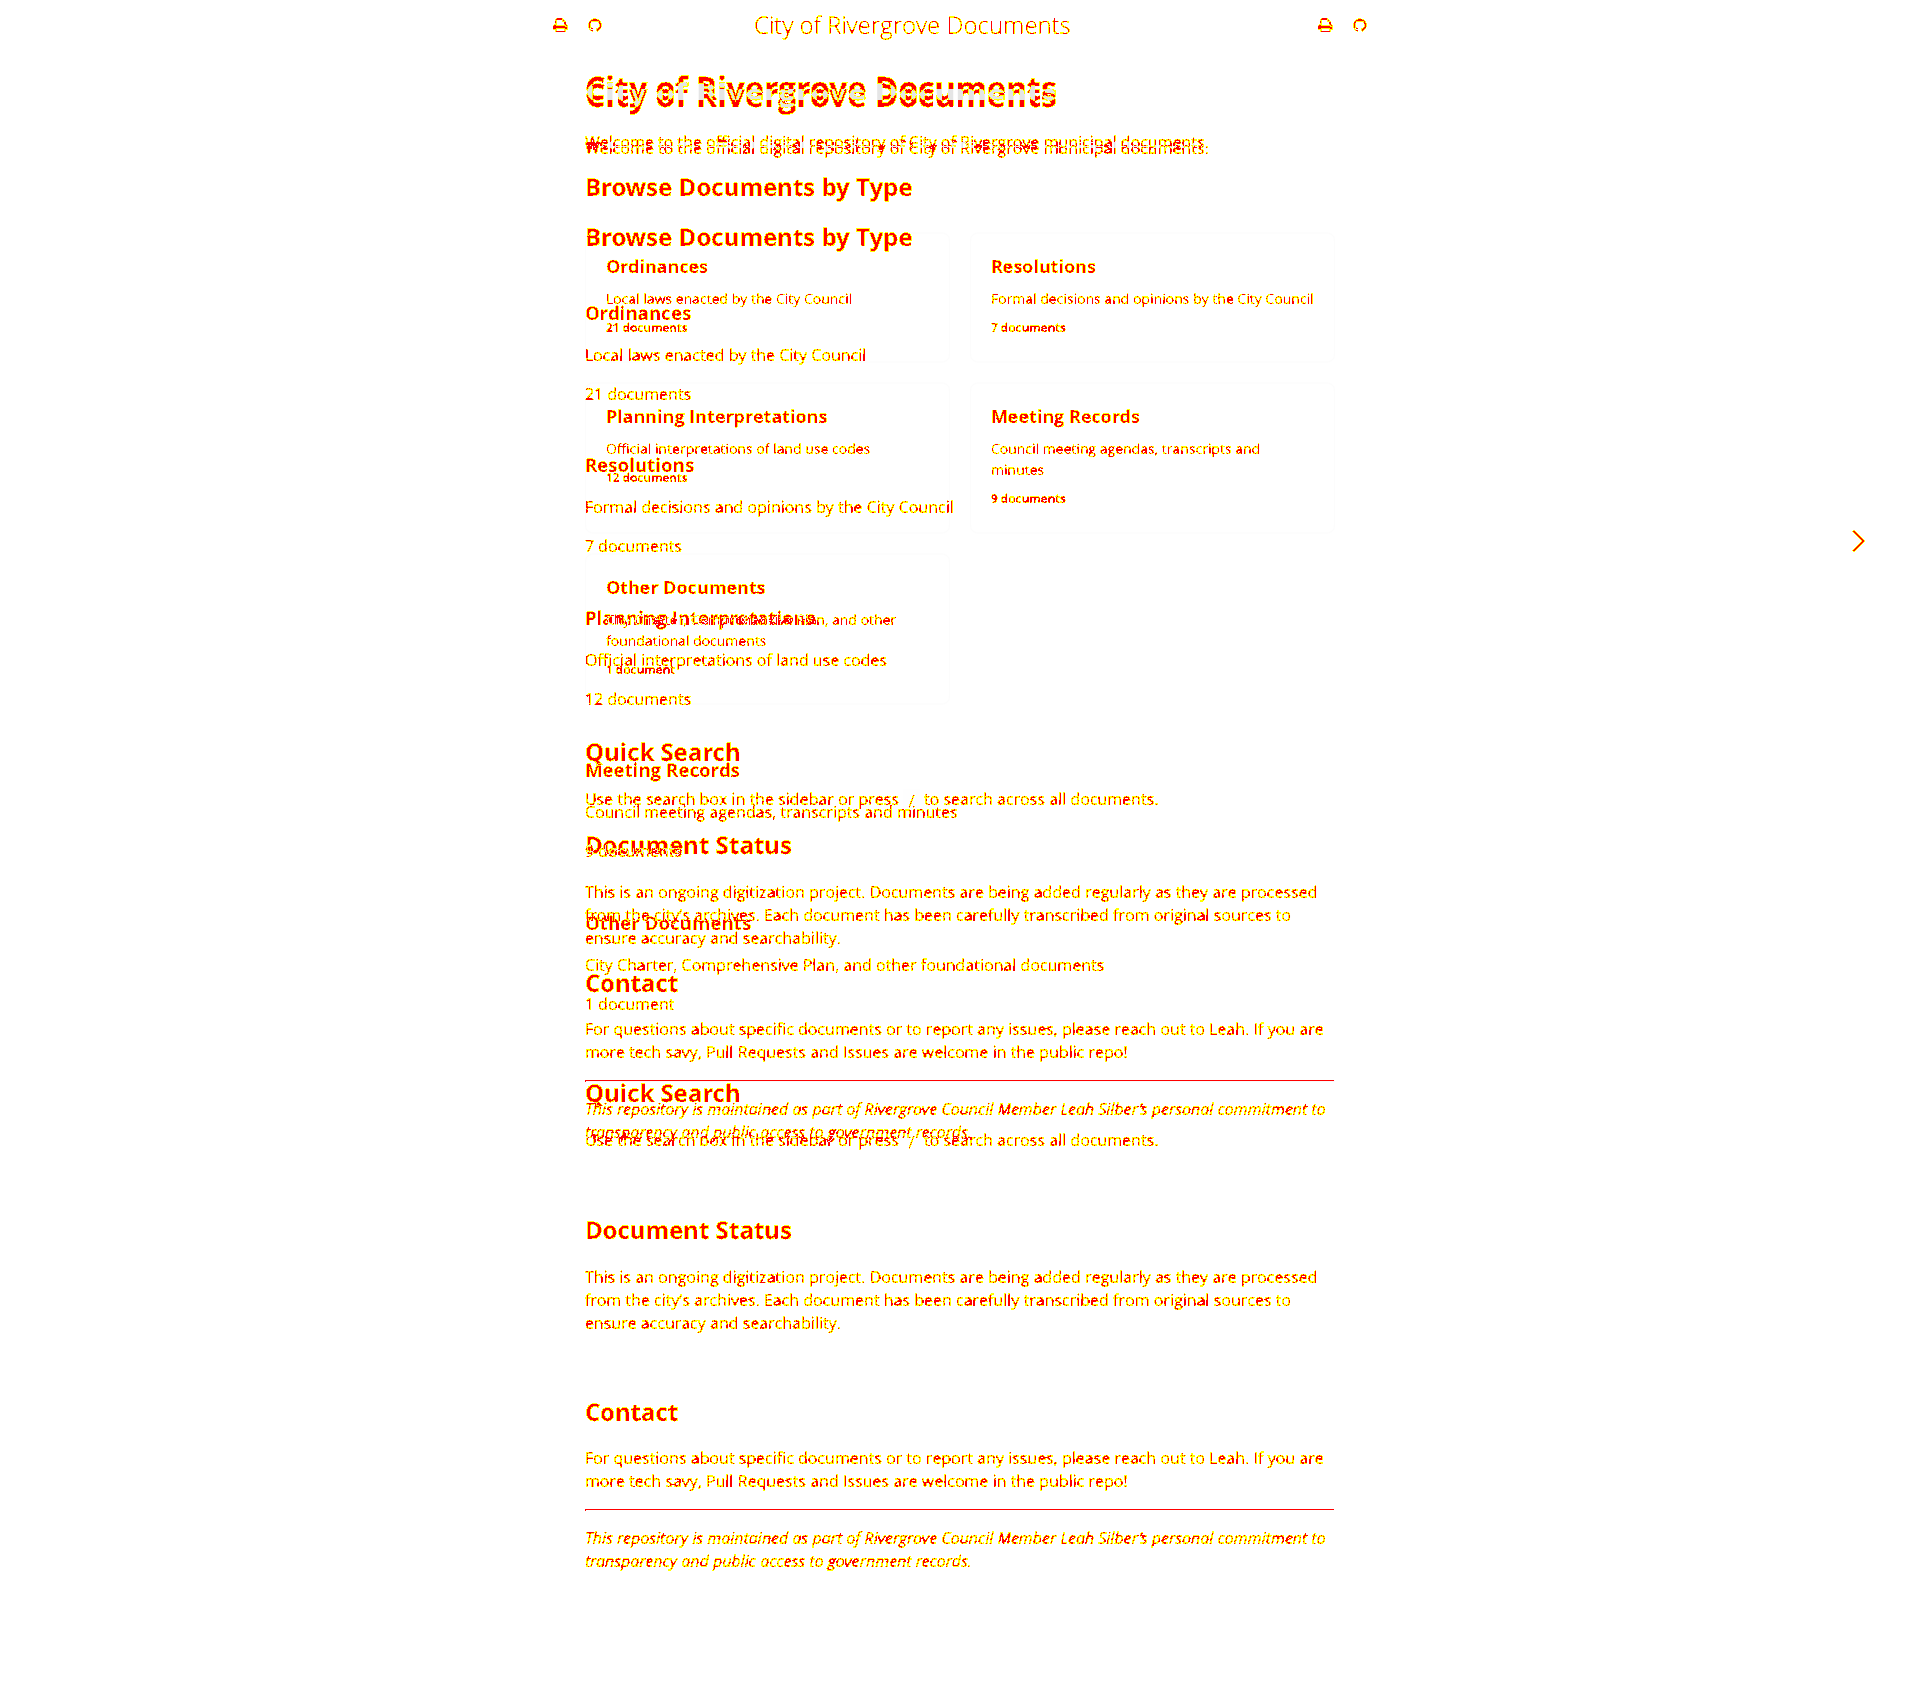 City of Rivergrove Documents
City of Rivergrove Documents
Welcome to the official digital repository of City of Rivergrove municipal documents.
Browse Documents by Type
Browse Documents by Type
Ordinances
Resolutions
Local laws enacted by the City Council
Formal decisions and opinions by the City Council
Ordinances
21 documents
7 documents
Local laws enacted by the City Council
21 documents
Planning Interpretations
Meeting Records
Official interpretations of land use codes
Council meeting agendas, transcripts and
minutes
Resolutions
12 documents
9 documents
Formal decisions and opinions by the City Council
7 documents
Other Documents
Planning Interpretations
and other
foundational documents
Official interpretations of land use codes
1 document
12 documents
Quick Search
Meeting Records
Use the search box in the sidebar or press / to search across all documents.
Council meeting agendas, transcripts and minutes
Document Status
9 documents
This is an ongoing digitization project. Documents are being added regularly as they are processed
from the city's archives. Each document has been carefully transcribed from original sources to
Other Documents
ensure accuracy and searchability.
City Charter, Comprehensive Plan, and other foundational documents
Contact
1 document
For questions about specific documents or to report any issues, please reach out to Leah. If you are
more tech savy, Pull Requests and Issues are welcome in the public repo!
Quick Search
This repository is maintained as part of Rivergrove Council Member Leah Silber's personal commitment to
transparency and public access to government records.
Use the search box in the sidebar or press / to search across all documents.
Document Status
This is an ongoing digitization project. Documents are being added regularly as they are processed
from the city's archives. Each document has been carefully transcribed from original sources to
ensure accuracy and searchability.
Contact
For questions about specific documents or to report any issues, please reach out to Leah. If you are
more tech savy, Pull Requests and Issues are welcome in the public repo!
This repository is maintained as part of Rivergrove Council Member Leah Silber's personal commitment to
transparency and public access to government records.